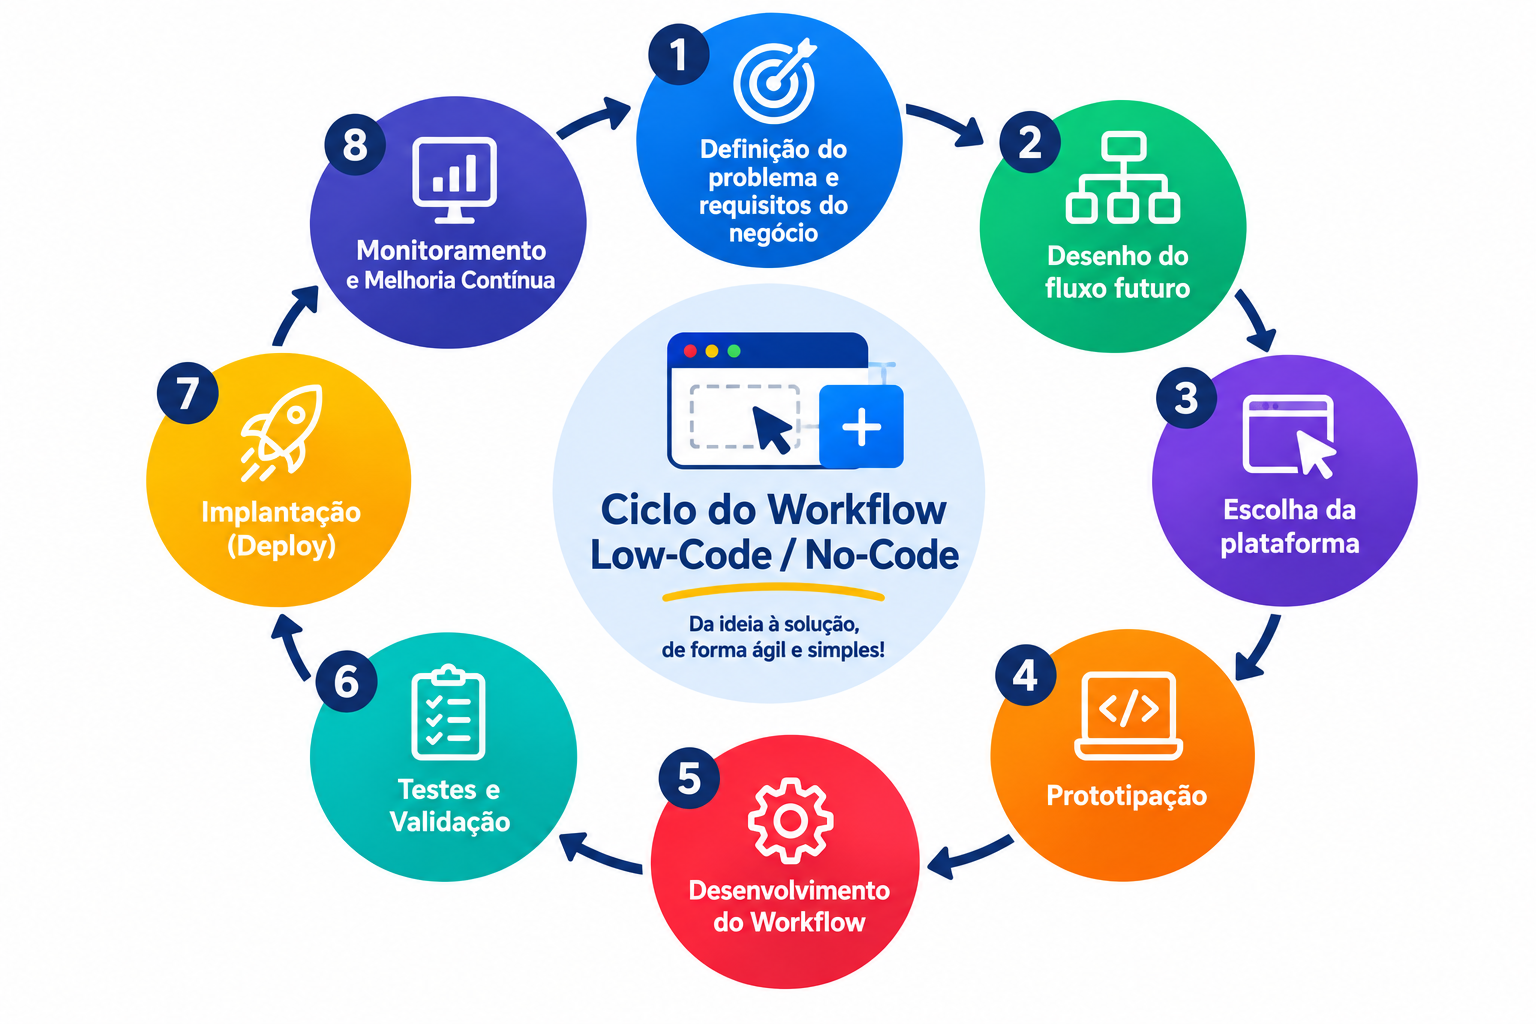 1
Definição do
problema e
requisitos do
negócio
2
Desenho do
fluxo futuro
3
Escolha da
plataforma
4
Prototipação
5
Desenvolvimento
do Workflow
6
Testes e
Validação
7
Implantação
(Deploy)
8
Monitoramento
e Melhoria Contínua
Ciclo do Workflow
Low-Code / No-Code
Da ideia à solução,
de forma ágil e simples!